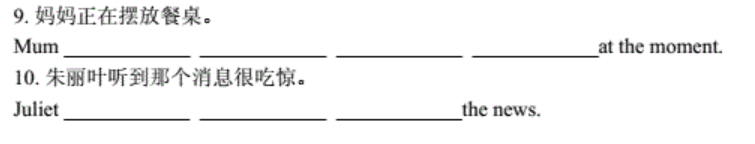 9. 妈妈正在摆放餐桌。
Mum ____________ ____________ ____________ ____________at the moment.
10. 朱丽叶听到那个消息很吃惊。
Juliet ____________ ____________ ____________the news.